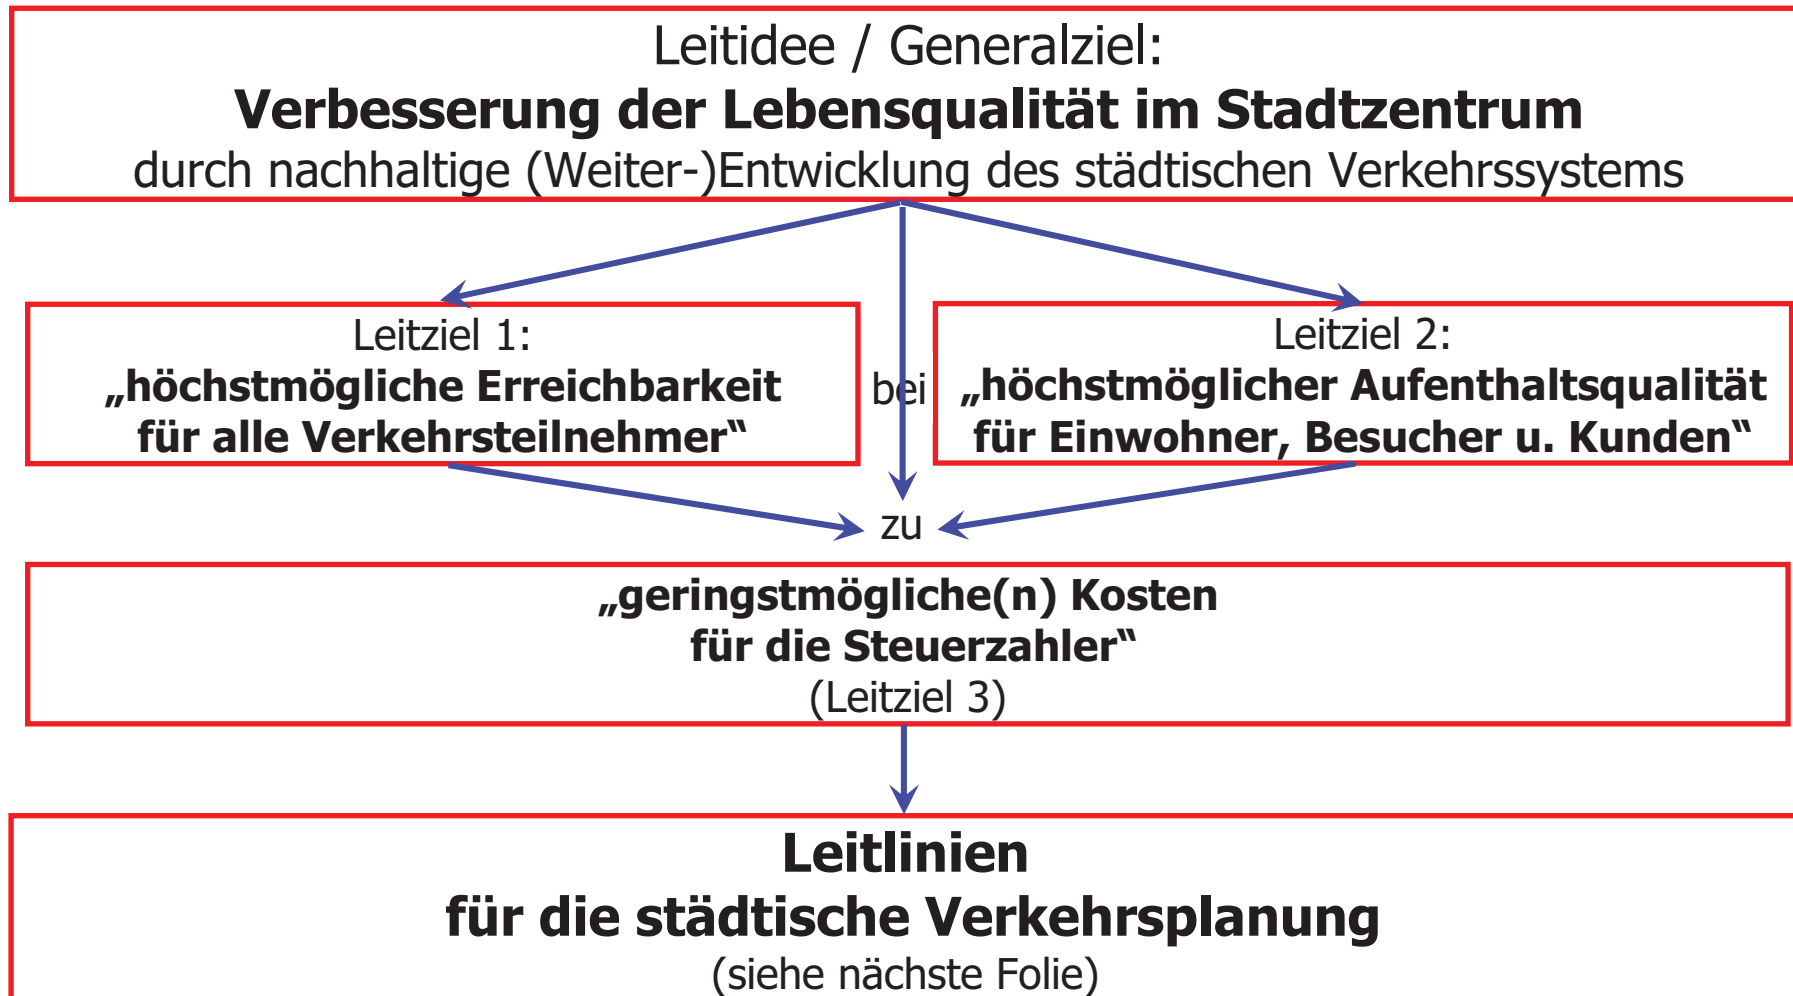 Leitidee / Generalziel:
Verbesserung der Lebensqualität im Stadtzentrum
durch nachhaltige (Weiter-)Entwicklung des städtischen Verkehrssystems
Leitziel 1:
„höchstmögliche Erreichbarkeit
für alle Verkehrsteilnehmer“
bei
Leitziel 2:
„höchstmöglicher Aufenthaltsqualität
für Einwohner, Besucher u. Kunden“
zu
„geringstmögliche(n) Kosten
für die Steuerzahler“
(Leitziel 3)
Leitlinien
für die städtische Verkehrsplanung
(siehe nächste Folie)